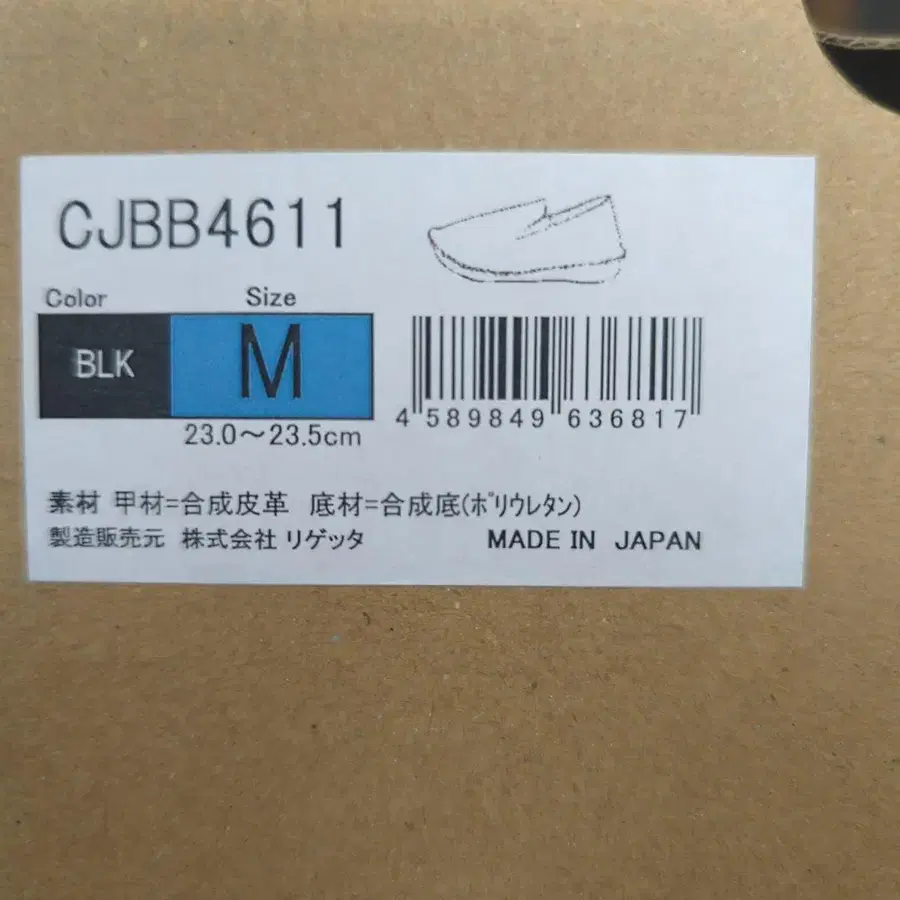 CJBB4611
Color Size
BLK M
23.0～23.5cm
4 589849 636817
素材 甲材=合成皮革 底材=合成底(ﾎﾟﾘｳﾚﾀﾝ)
製造販売元 株式会社 リゲッタ MADE IN JAPAN